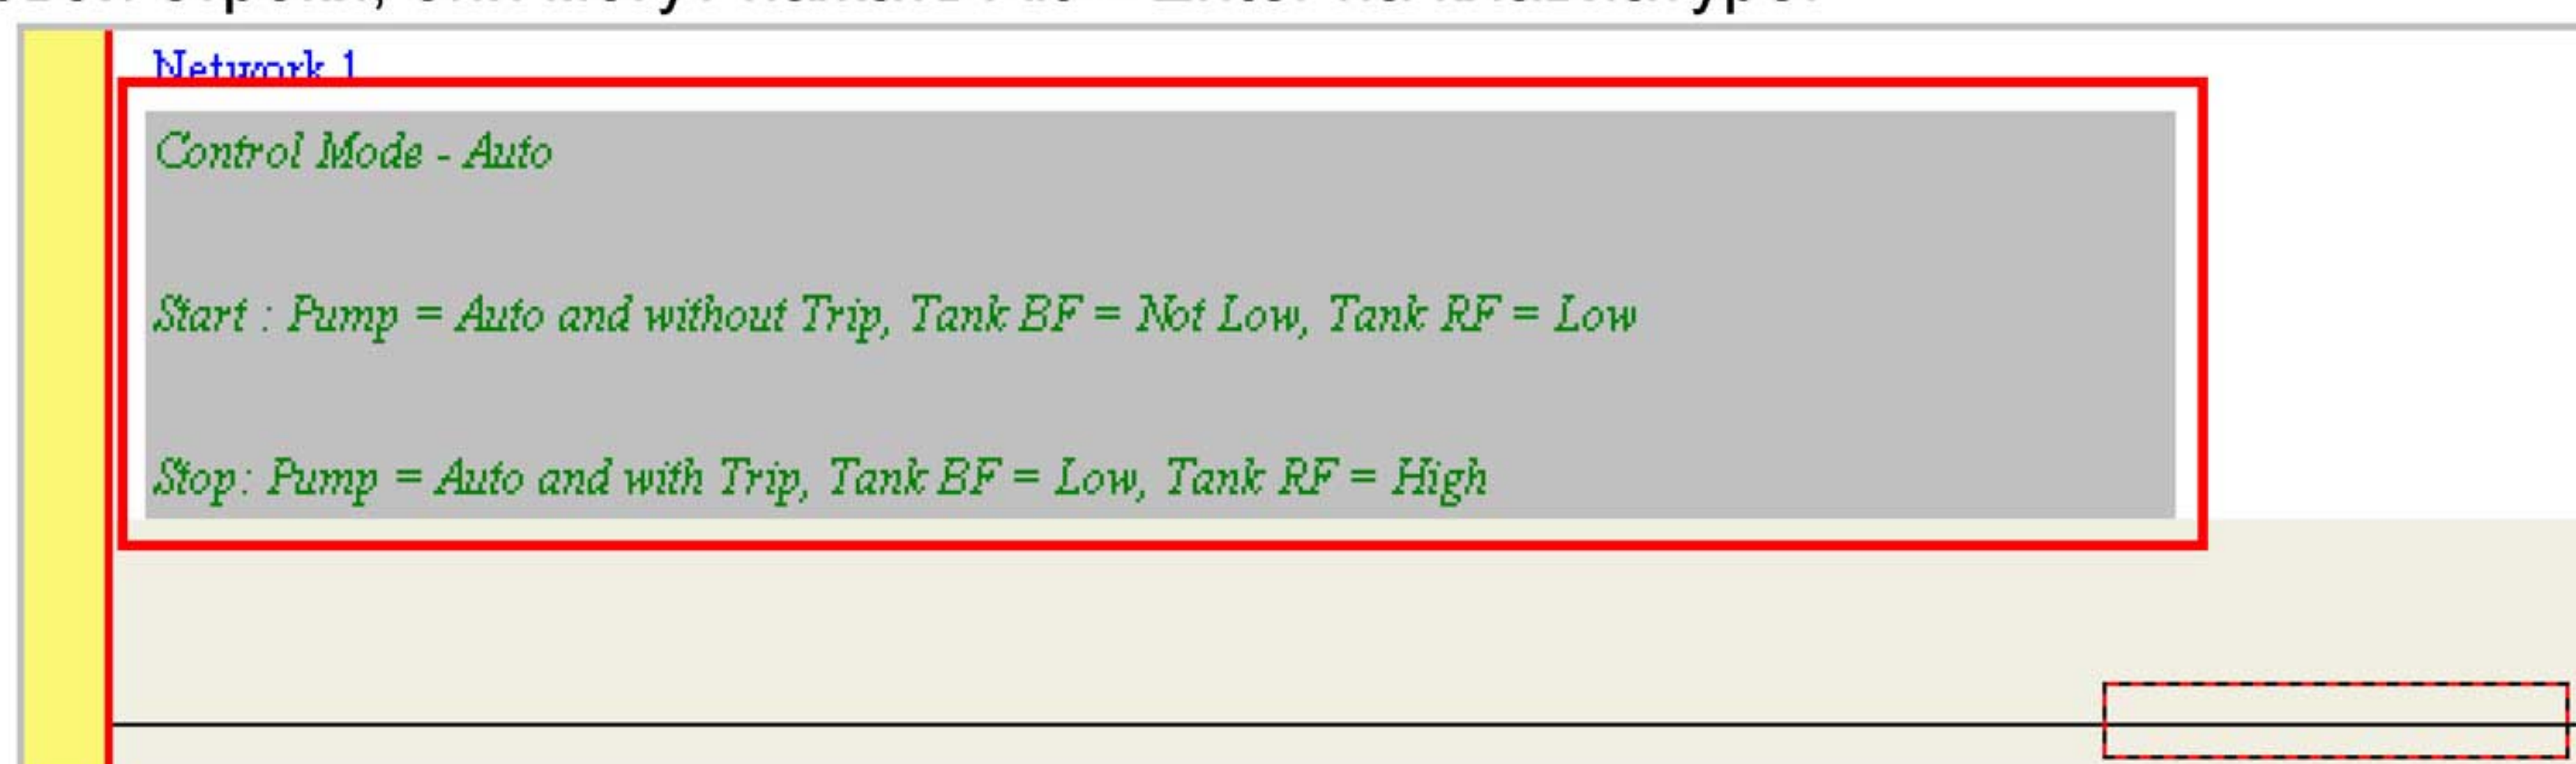 Network 1
Control Mode - Auto
Start : Pump = Auto and without Trip, Tank BF = Not Low, Tank RF = Low
Stop: Pump = Auto and with Trip, Tank BF = Low, Tank RF = High